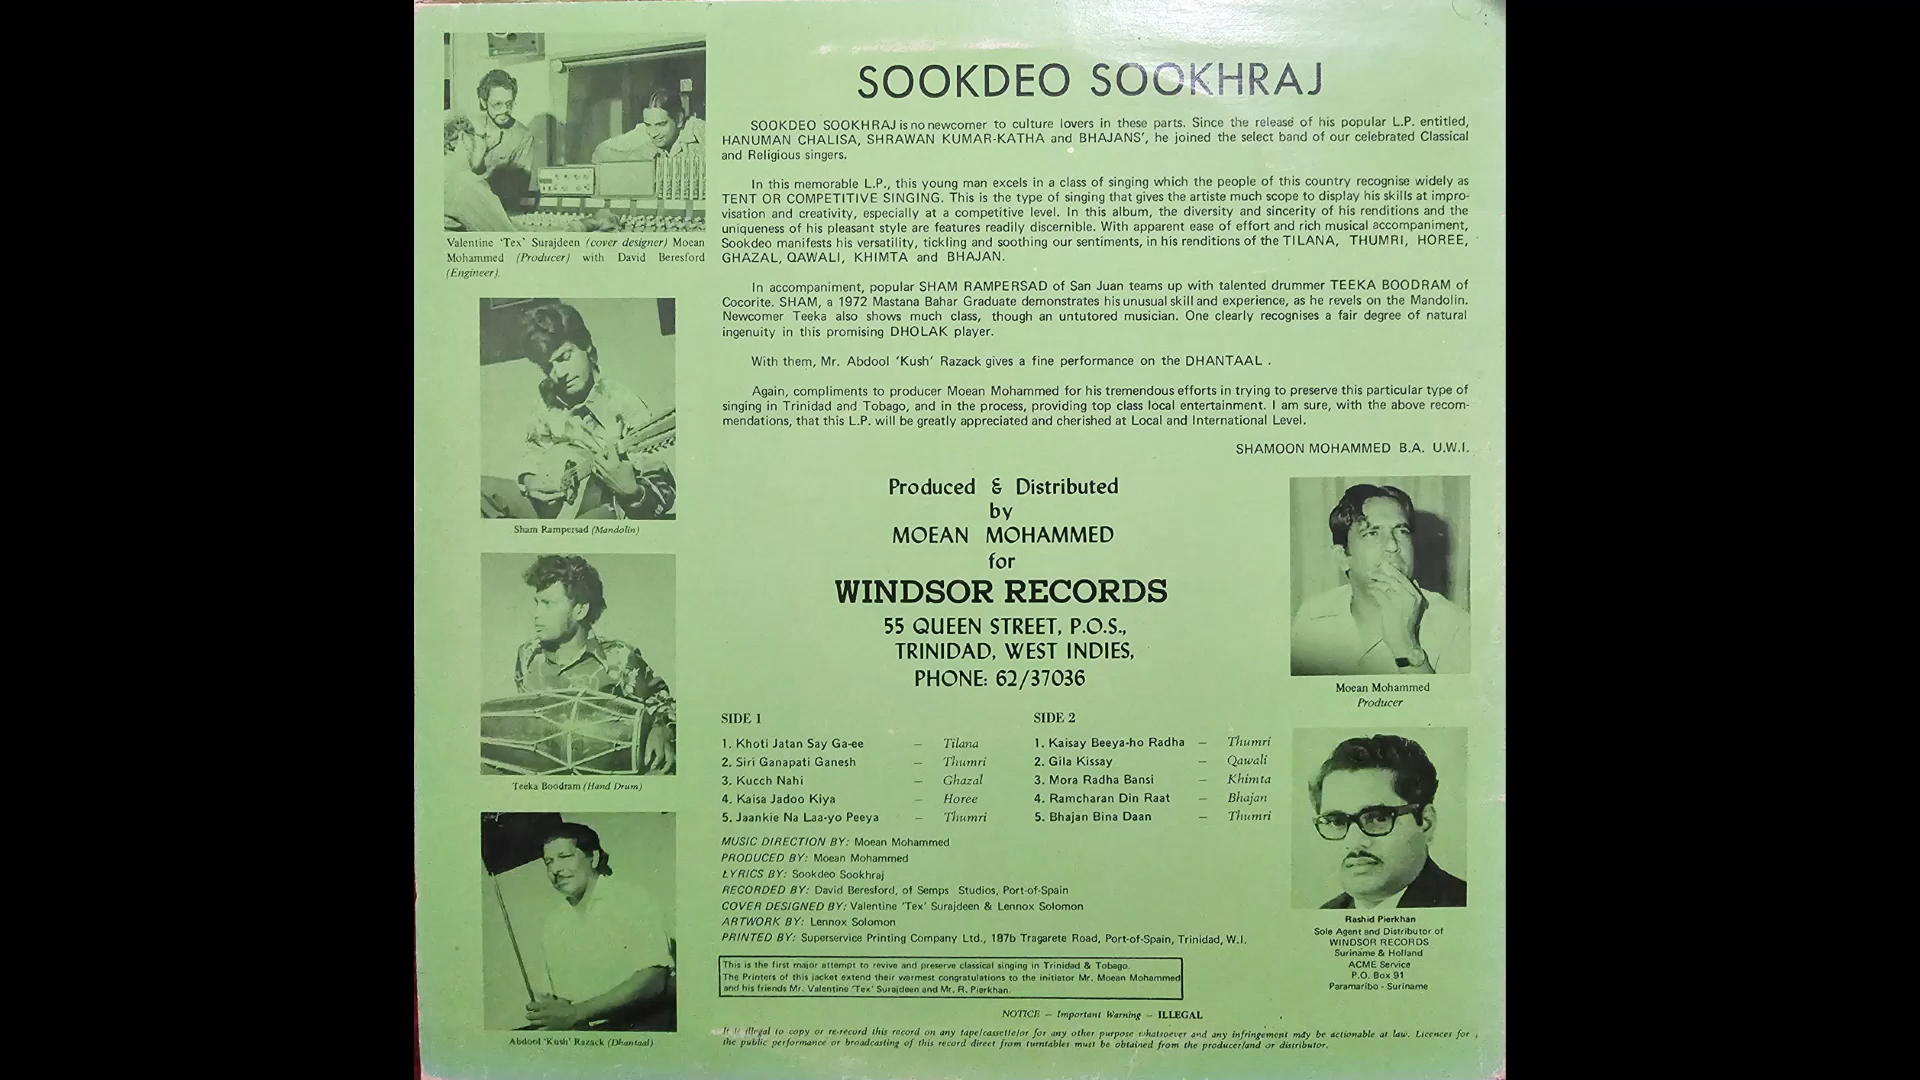 SOOKDEO SOOKHRAJ
SOOKDEO SOOKHRAJ is no newcomer to culture lovers in these parts. Since the release of his popular L.P. entitled,
HANUMAN CHALISA, SHRAWAN KUMAR-KATHA and BHAJANS', he joined the select band of our celebrated Classical
and Religious singers.
In this memorable L.P., this young man excels in a class of singing which the people of this country recognise widely as
TENT OR COMPETITIVE SINGING. This is the type of singing that gives the artiste much scope to display his skills at impro-
visation and creativity, especially at a competitive level. In this album, the diversity and sincerity of his renditions and the
uniqueness of his pleasant style are features readily discernible. With apparent ease of effort and rich musical accompaniment,
Sookdeo manifests his versatility, tickling and soothing our sentiments, in his renditions of the TILANA, THUMRI, HOREE,
GHAZAL, QAWALI, KHIMTA and BHAJAN.
In accompaniment, popular SHAM RAMPERSAD of San Juan teams up with talented drummer TEEKA BOODRAM of
Cocorite. SHAM, a 1972 Mastana Bahar Graduate demonstrates his unusual skill and experience, as he revels on the Mandolin.
Newcomer Teeka also shows much class, though an untutored musician. One clearly recognises a fair degree of natural
ingenuity in this promising DHOLAK player.
With them, Mr. Abdool 'Kush' Razack gives a fine performance on the DHANTAAL .
Again, compliments to producer Moean Mohammed for his tremendous efforts in trying to preserve this particular type of
singing in Trinidad and Tobago, and in the process, providing top class local entertainment. I am sure, with the above recom-
mendations, that this L.P. will be greatly appreciated and cherished at Local and International Level.
SHAMOON MOHAMMED B.A. U.W.I.
Valentine 'Tex' Surajdeen (cover designer) Moean
Mohammed (Producer) with David Beresford
(Engineer).
Sham Rampersad (Mandolin)
Teeka Boodram (Hand Drum)
Abdool 'Kush' Razack (Dhantaal)
Produced & Distributed
by
MOEAN MOHAMMED
for
WINDSOR RECORDS
55 QUEEN STREET, P.O.S.,
TRINIDAD, WEST INDIES,
PHONE: 62/37036
Moean Mohammed
Producer
Rashid Pierkhan
Sole Agent and Distributor of
WINDSOR RECORDS
Suriname & Holland
ACME Service
P.O. Box 91
Paramaribo - Suriname
SIDE 1
1. Khoti Jatan Say Ga-ee – Tilana
2. Siri Ganapati Ganesh – Thumri
3. Kucch Nahi – Ghazal
4. Kaisa Jadoo Kiya – Horee
5. Jaankie Na Laa-yo Peeya – Thumri
SIDE 2
1. Kaisay Beeya-ho Radha – Thumri
2. Gila Kissay – Qawali
3. Mora Radha Bansi – Khimta
4. Ramcharan Din Raat – Bhajan
5. Bhajan Bina Daan – Thumri
MUSIC DIRECTION BY: Moean Mohammed
PRODUCED BY: Moean Mohammed
LYRICS BY: Sookdeo Sookhraj
RECORDED BY: David Beresford, of Semps Studios, Port-of-Spain
COVER DESIGNED BY: Valentine 'Tex' Surajdeen & Lennox Solomon
ARTWORK BY: Lennox Solomon
PRINTED BY: Superservice Printing Company Ltd., 187b Tragarete Road, Port-of-Spain, Trinidad, W.I.
This is the first major attempt to revive and preserve classical singing in Trinidad & Tobago.
The Printers of this jacket extend their warmest congratulations to the initiator Mr. Moean Mohammed
and his friends Mr. Valentine 'Tex' Surajdeen and Mr. R. Pierkhan.
NOTICE – Important Warning – ILLEGAL
It is illegal to copy or re-record this record on any tape/cassette/or for any other purpose whatsoever and any infringement may be actionable at law. Licences for
the public performance or broadcasting of this record direct from turntables must be obtained from the producer/and or distributor.